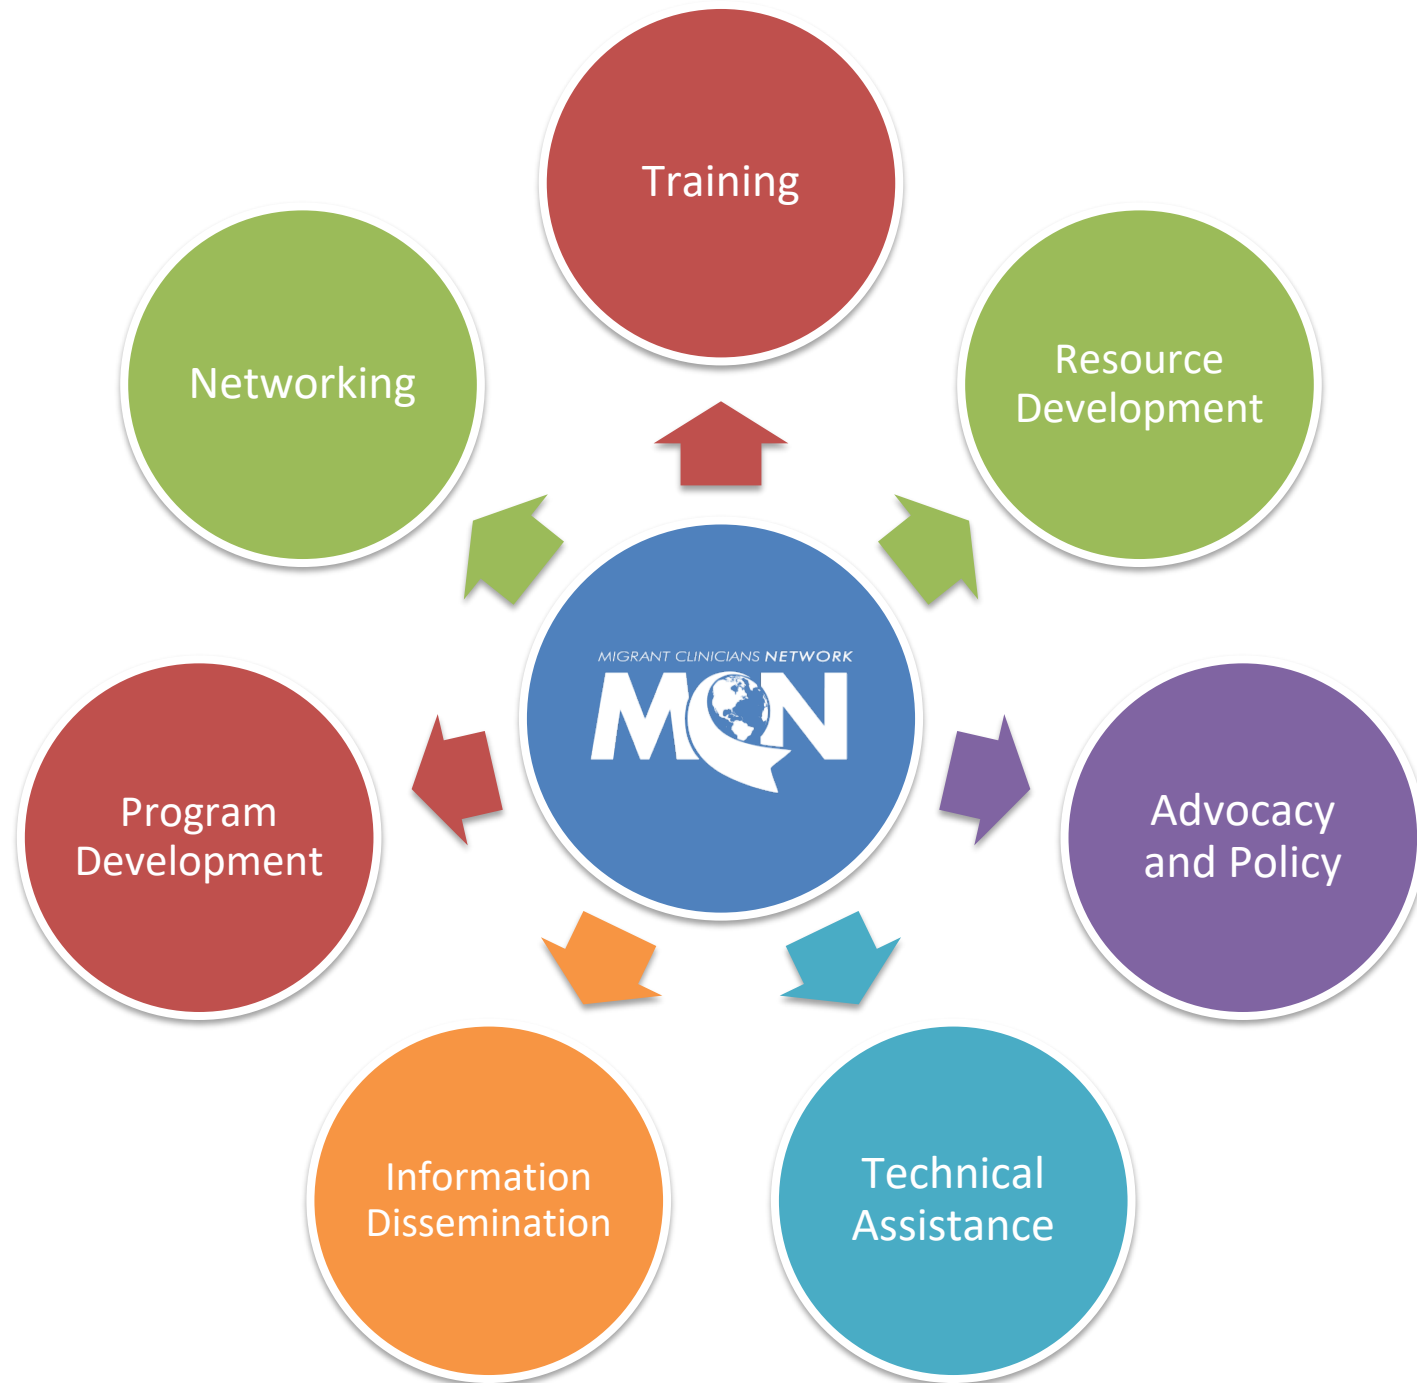 Training
Networking
Resource
Development
MIGRANT CLINICIANS NETWORK
MCN
Program
Development
Advocacy
and Policy
Information
Dissemination
Technical
Assistance